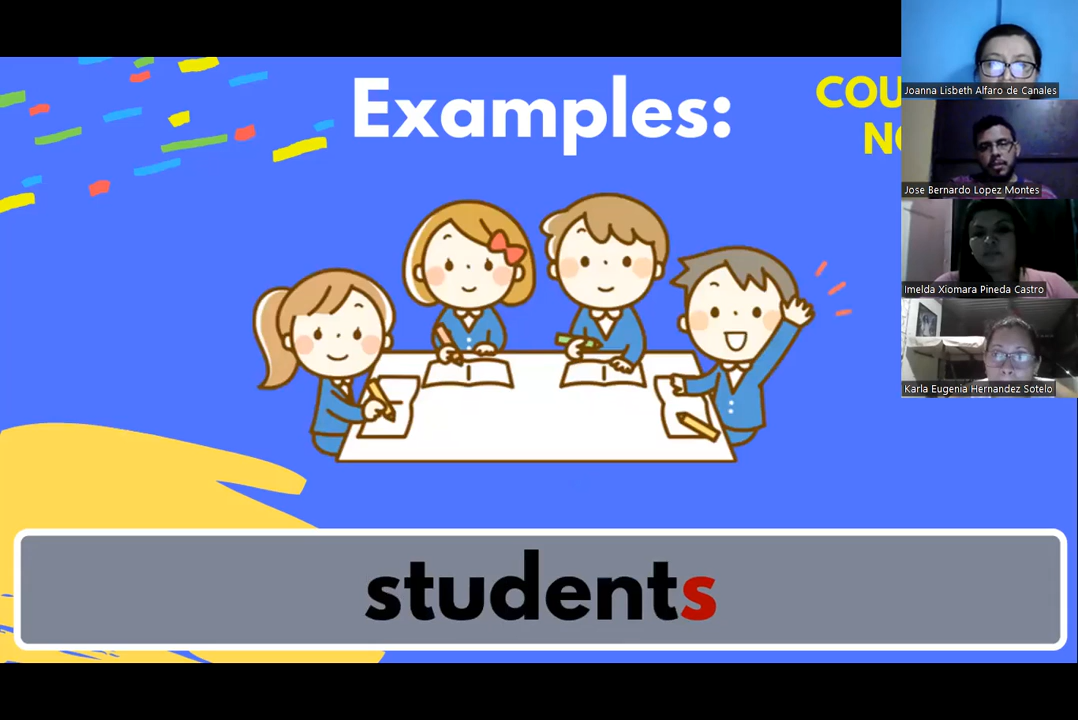 Examples:
COU
NO
Joanna Lisbeth Alfaro de Canales
Jose Bernardo Lopez Montes
Imelda Xiomara Pineda Castro
Karla Eugenia Hernandez Sotelo
students